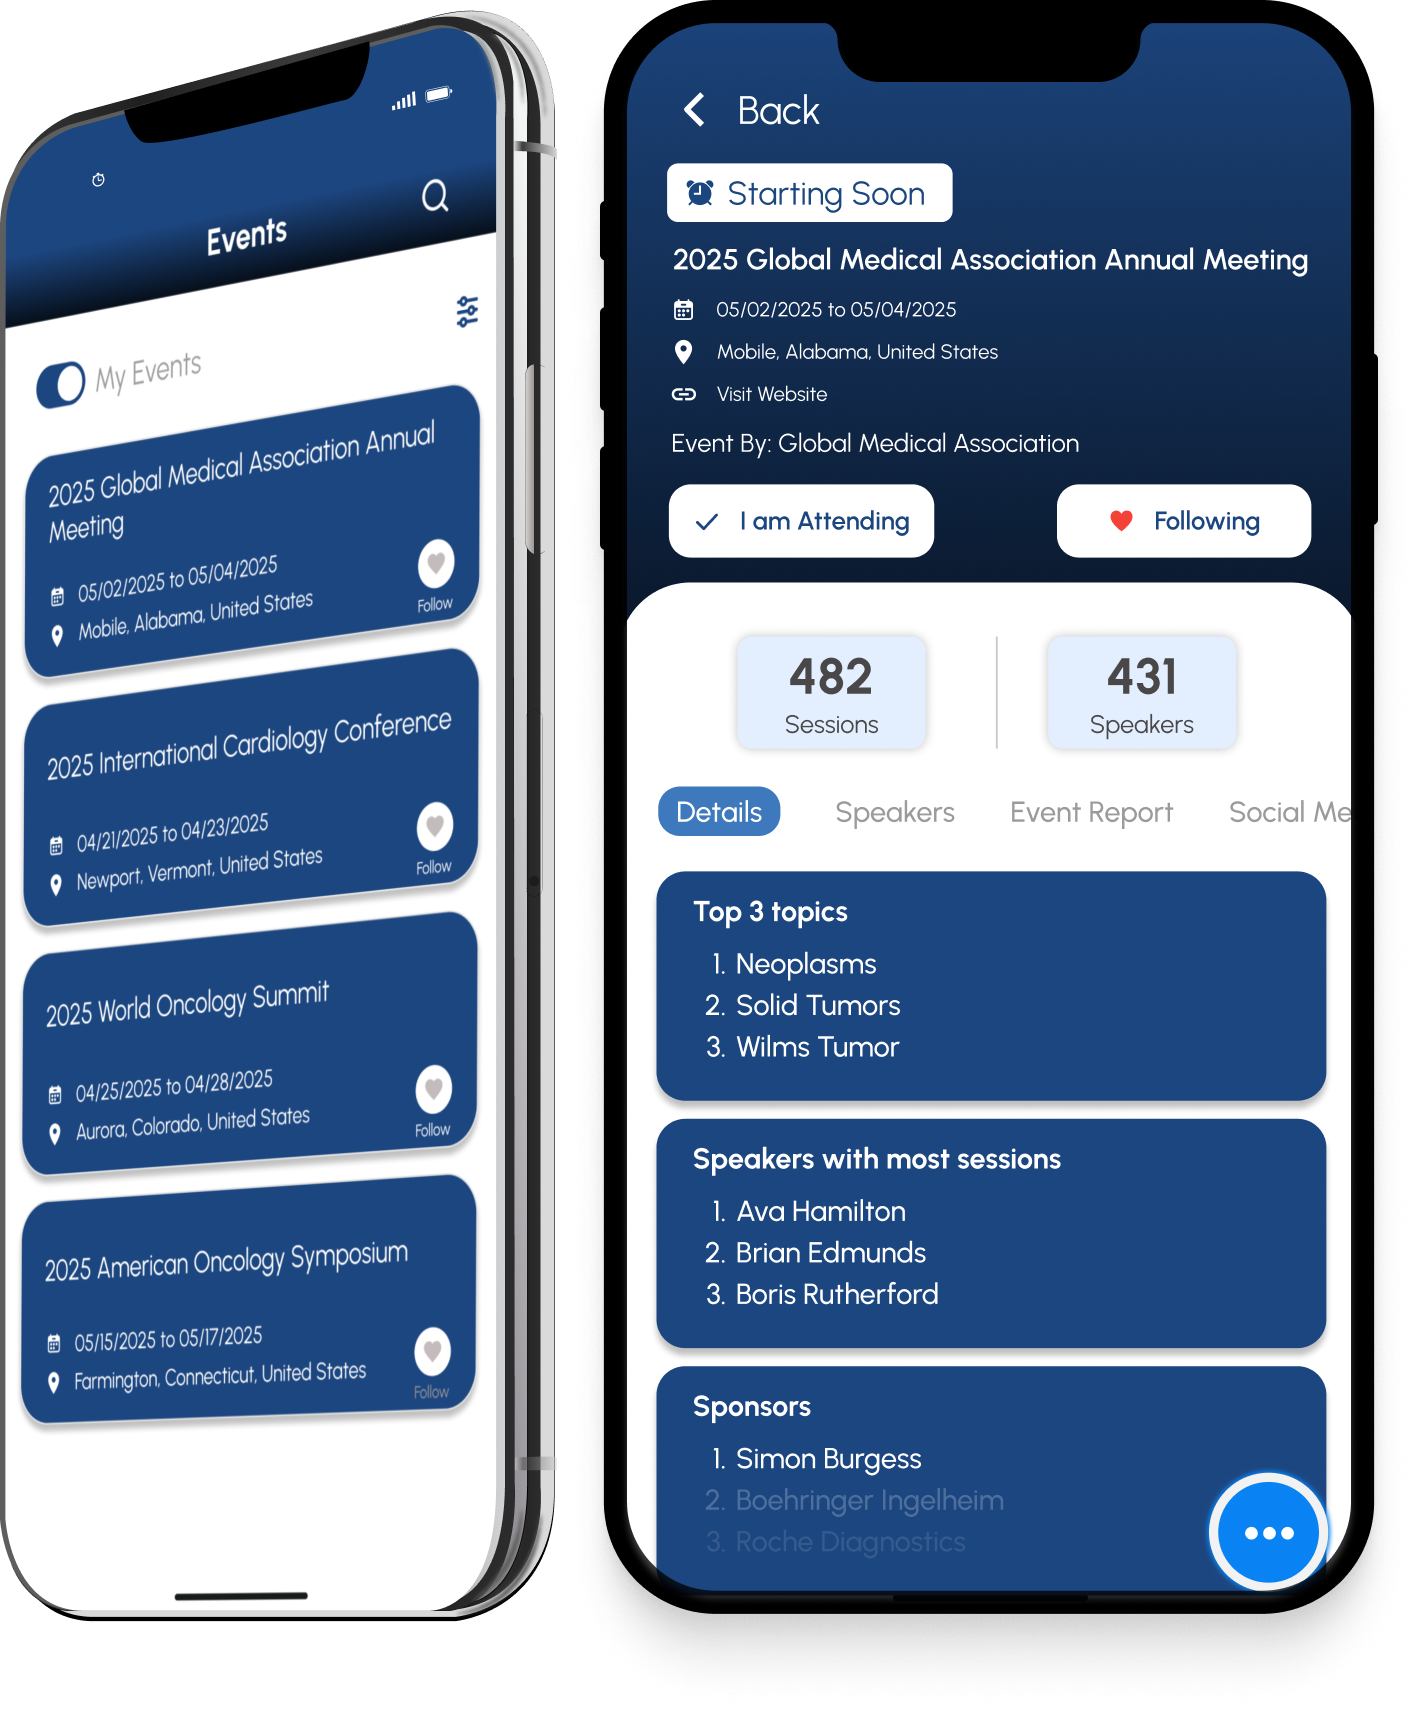 Events
My Events
2025 Global Medical Association Annual
Meeting
05/02/2025 to 05/04/2025
Mobile, Alabama, United States
Follow
2025 International Cardiology Conference
04/21/2025 to 04/23/2025
Newport, Vermont, United States
Follow
2025 World Oncology Summit
04/25/2025 to 04/28/2025
Aurora, Colorado, United States
Follow
2025 American Oncology Symposium
05/15/2025 to 05/17/2025
Farmington, Connecticut, United States
Follow
Back
Starting Soon
2025 Global Medical Association Annual Meeting
05/02/2025 to 05/04/2025
Mobile, Alabama, United States
Visit Website
Event By: Global Medical Association
I am Attending
Following
482
Sessions
431
Speakers
Details Speakers Event Report Social Me
Top 3 topics
1. Neoplasms
2. Solid Tumors
3. Wilms Tumor
Speakers with most sessions
1. Ava Hamilton
2. Brian Edmunds
3. Boris Rutherford
Sponsors
1. Simon Burgess
2. Boehringer Ingelheim
3. Roche Diagnostics